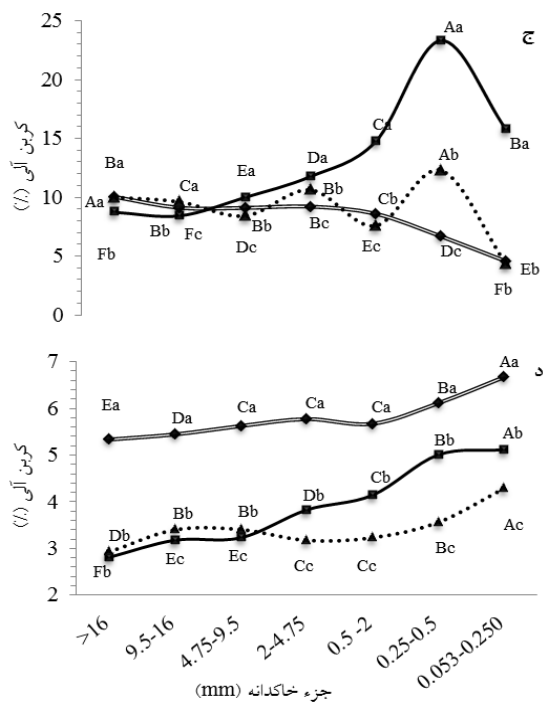 ج
25
20
15
10
5
0
کربن آلی (٪)
Aa
Ca
Ba
Ba
Ca
Ea
Da
Ab
Aa
Bb
Fc
Bb
Bb
Bc
Cb
Fb
Dc
Ec
Dc
Eb
Fb
د
7
6
5
4
3
2
کربن آلی (٪)
Aa
Ea
Da
Ca
Ca
Ca
Ba
Bb
Ab
Db
Bb
Bb
Db
Cb
Fb
Ec
Ec
Cc
Cc
Bc
Ac
>16
9.5-16
4.75-9.5
2-4.75
0.5 -2
0.25-0.5
0.053-0.250
جزء خاکدانه (mm)